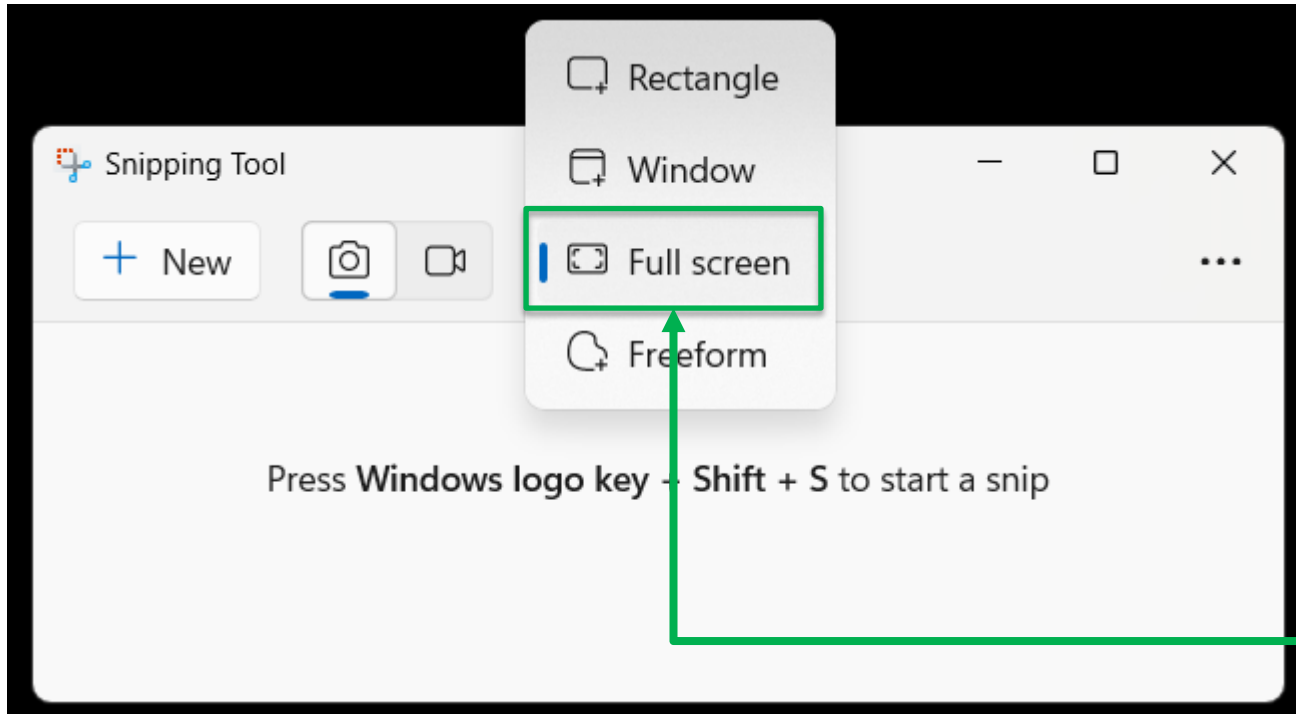 Rectangle
Snipping Tool
Window
New
Full screen
Freeform
Press Windows logo key + Shift + S to start a snip